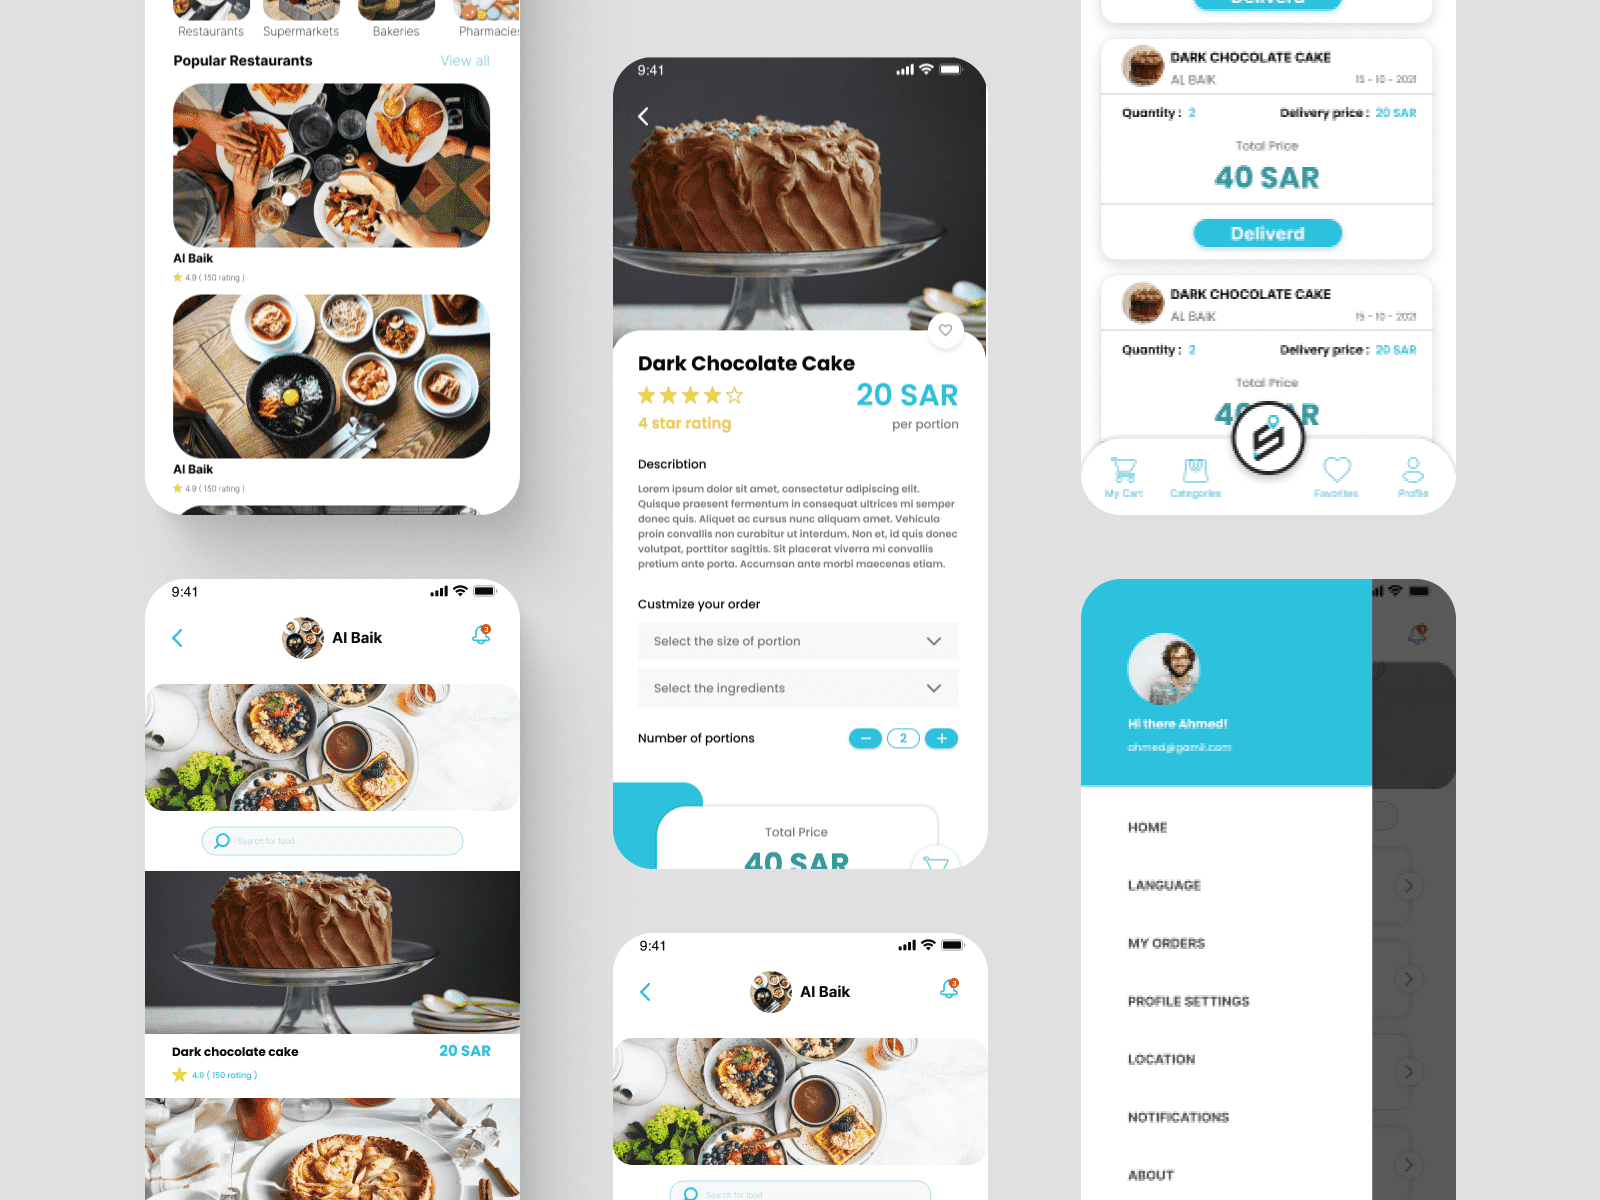 Restaurants Supermarkets Bakeries Pharmacies
Popular Restaurants View all
Al Baik
4.9 ( 150 rating )
Al Baik
4.9 ( 150 rating )
9:41
Al Baik
3
Search for food
Dark chocolate cake 20 SAR
4.9 ( 150 rating )
9:41
Dark Chocolate Cake
20 SAR
4 star rating
per portion
Describtion
Lorem ipsum dolor sit amet, consectetur adipiscing elit.
Quisque praesent fermentum in consequat ultrices mi semper
donec quis. Aliquet ac cursus nunc aliquam amet. Vehicula
proin convallis non curabitur ut interdum. Non et, id quis donec
volutpat, porttitor sagittis. Sit placerat viverra mi convallis
pretium ante porta. Accumsan ante morbi maecenas etiam.
Custmize your order
Select the size of portion
Select the ingredients
Number of portions 2
Total Price
40 SAR
9:41
Al Baik
3
Search for food
Deliverd
DARK CHOCOLATE CAKE
AL BAIK 15 - 10 - 2021
Quantity : 2 Delivery price : 20 SAR
Total Price
40 SAR
Deliverd
DARK CHOCOLATE CAKE
AL BAIK 15 - 10 - 2021
Quantity : 2 Delivery price : 20 SAR
Total Price
My Cart Categories Favorites Profile
Hi there Ahmed!
ahmed@gamil.com
HOME
LANGUAGE
MY ORDERS
PROFILE SETTINGS
LOCATION
NOTIFICATIONS
ABOUT